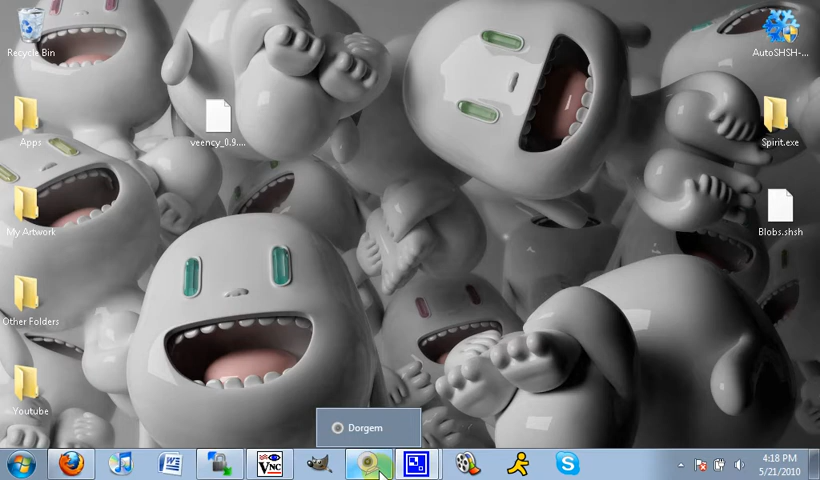 Recycle Bin
AutoSHSH-...
Apps
veency_0.9....
Spirit.exe
My Artwork
Blobs.shsh
Other Folders
Youtube
Dorgem
VNC
W
S
4:18 PM
5/21/2010